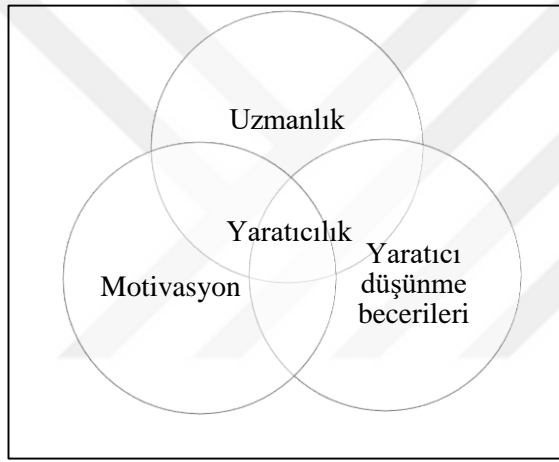 Uzmanlık
Yaratıcılık
Motivasyon
Yaratıcı
düşünme
becerileri